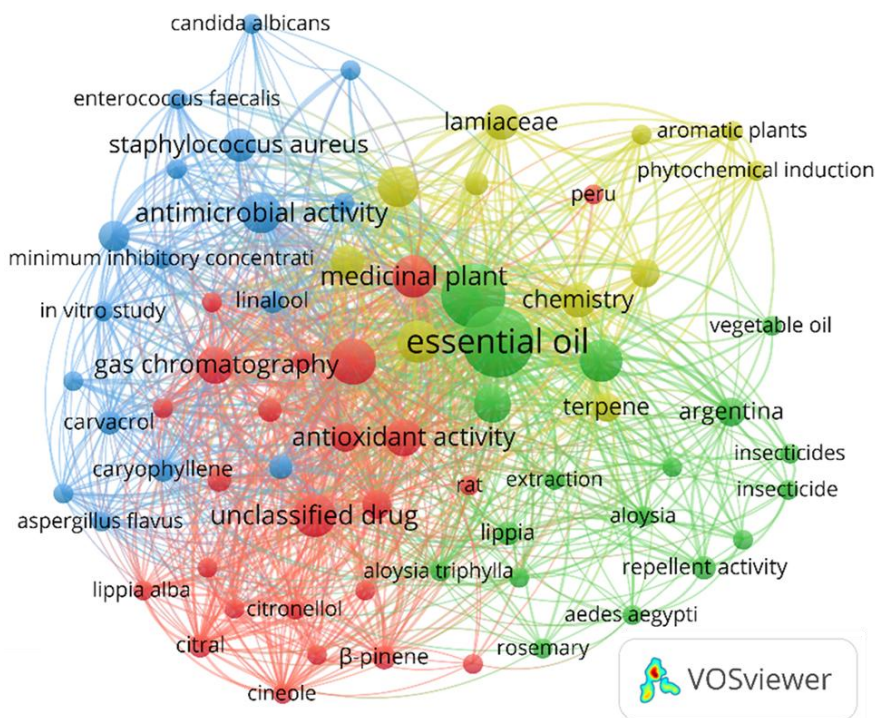 candida albicans
enterococcus faecalis
lamiaceae
aromatic plants
staphylococcus aureus
phytochemical induction
peru
antimicrobial activity
minimum inhibitory concentrati
medicinal plant
linalool
chemistry
in vitro study
vegetable oil
essential oil
gas chromatography
terpene
argentina
carvacrol
antioxidant activity
insecticides
caryophyllene
rat
extraction
insecticide
aspergillus flavus
unclassified drug
aloysia
lippia
aloysia triphylla
repellent activity
lippia alba
citronellol
aedes aegypti
citral
rosemary
β-pinene
cineole
VOSviewer